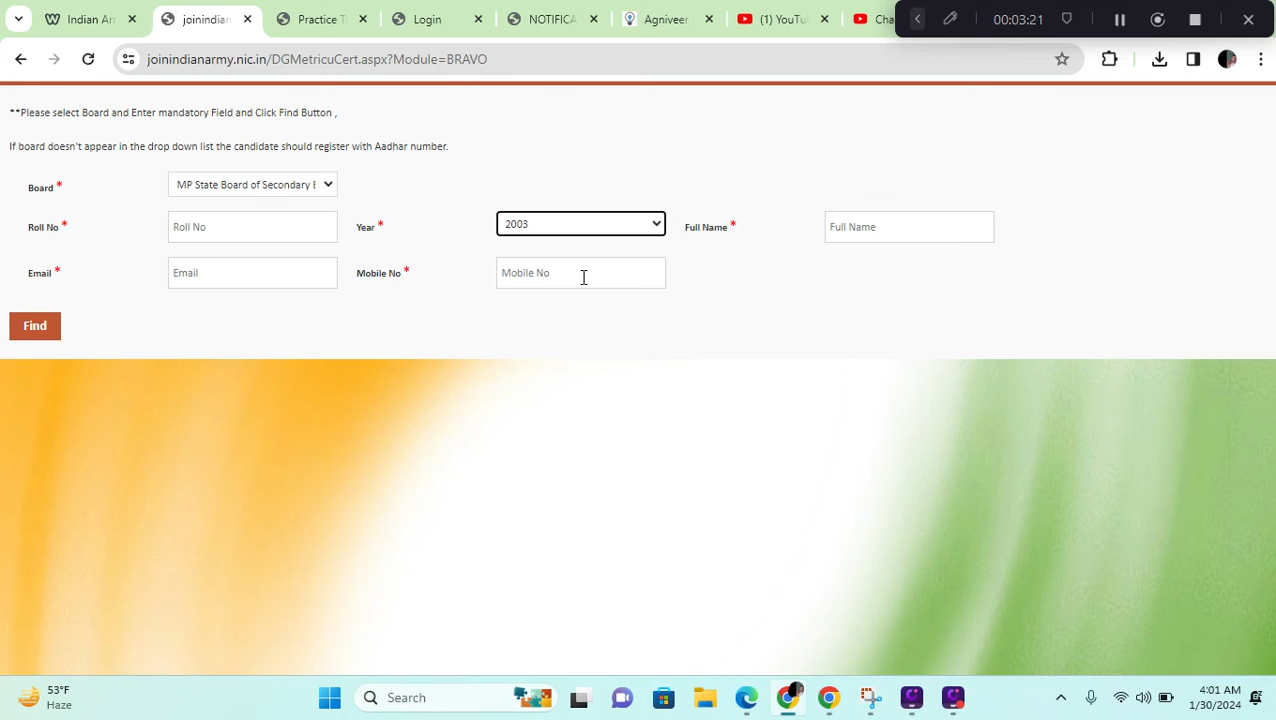 Indian Ar
joinindian
Practice T
Login
NOTIFICA
Agniveer
(1) YouTu
Cha
00:03:21
joinindianarmy.nic.in/DGMetricuCert.aspx?Module=BRAVO
**Please select Board and Enter mandatory Field and Click Find Button ,
If board doesn't appear in the drop down list the candidate should register with Aadhar number.
Board * MP State Board of Secondary E
Roll No * Roll No Year * 2003 Full Name * Full Name
Email * Email Mobile No * Mobile No
Find
53°F
Haze
Search
4:01 AM
1/30/2024